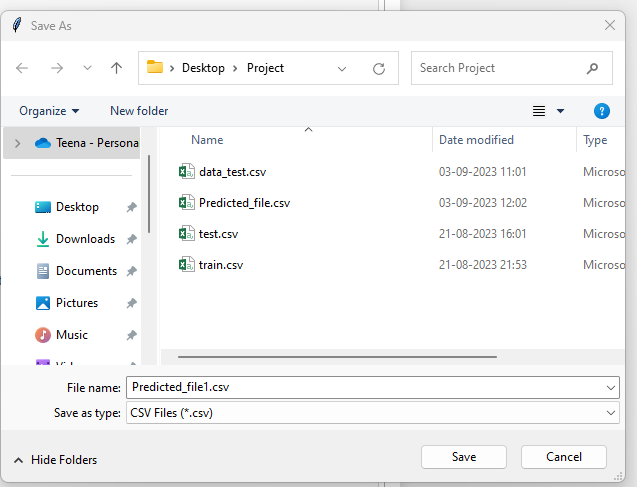 Save As
Desktop > Project
Search Project
Organize
New folder
?
Teena - Persona
Desktop
Downloads
Documents
Pictures
Music
Name Date modified Type
data_test.csv 03-09-2023 11:01 Microso
Predicted_file.csv 03-09-2023 12:02 Microso
test.csv 21-08-2023 16:01 Microso
train.csv 21-08-2023 21:53 Microso
File name: Predicted_file1.csv
Save as type: CSV Files (*.csv)
Hide Folders
Save
Cancel